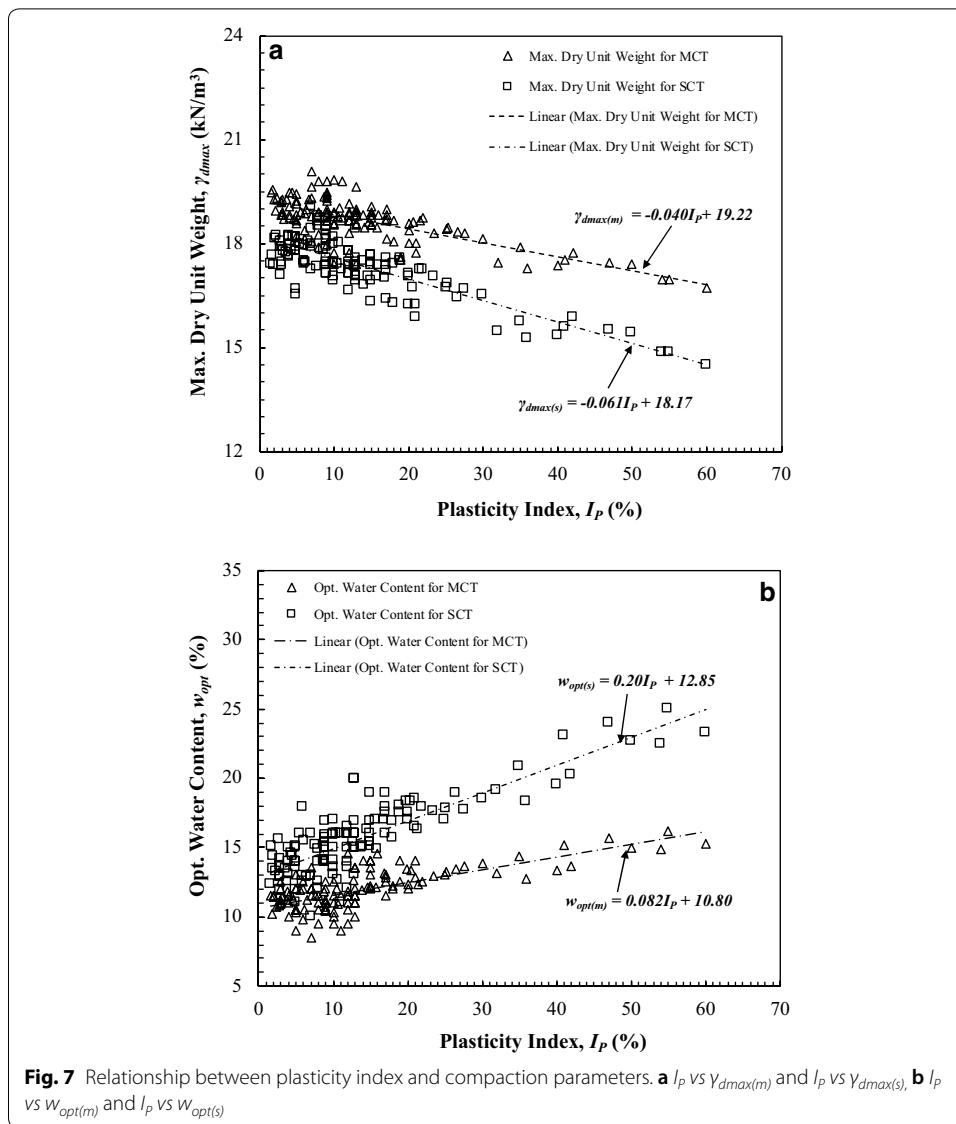 24
21
18
15
12
0 10 20 30 40 50 60 70
Max. Dry Unit Weight, γdmax (kN/m³)
a
Max. Dry Unit Weight for MCT
Max. Dry Unit Weight for SCT
Linear (Max. Dry Unit Weight for MCT)
Linear (Max. Dry Unit Weight for SCT)
γdmax(m) = -0.040IP + 19.22
γdmax(s) = -0.061IP + 18.17
Plasticity Index, IP (%)
35
30
25
20
15
10
5
0 10 20 30 40 50 60 70
Opt. Water Content, wopt (%)
b
Opt. Water Content for MCT
Opt. Water Content for SCT
Linear (Opt. Water Content for MCT)
Linear (Opt. Water Content for SCT)
wopt(s) = 0.20IP + 12.85
wopt(m) = 0.082IP + 10.80
Plasticity Index, IP (%)
Fig. 7 Relationship between plasticity index and compaction parameters. a IP vs γdmax(m) and IP vs γdmax(s), b IP
vs wopt(m) and IP vs wopt(s)